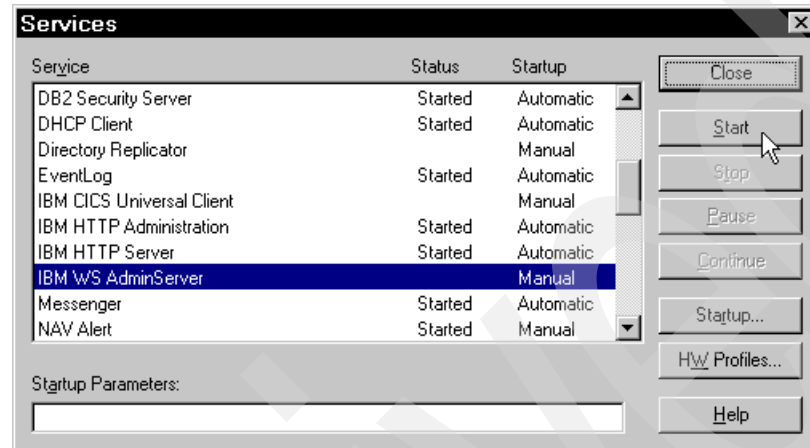 Services
Service Status Startup
DB2 Security Server Started Automatic
DHCP Client Started Automatic
Directory Replicator Manual
EventLog Started Automatic
IBM CICS Universal Client Manual
IBM HTTP Administration Started Automatic
IBM HTTP Server Started Automatic
IBM WS AdminServer Manual
Messenger Started Automatic
NAV Alert Started Manual
Startup Parameters:
Close
Start
Stop
Pause
Continue
Startup...
HW Profiles...
Help